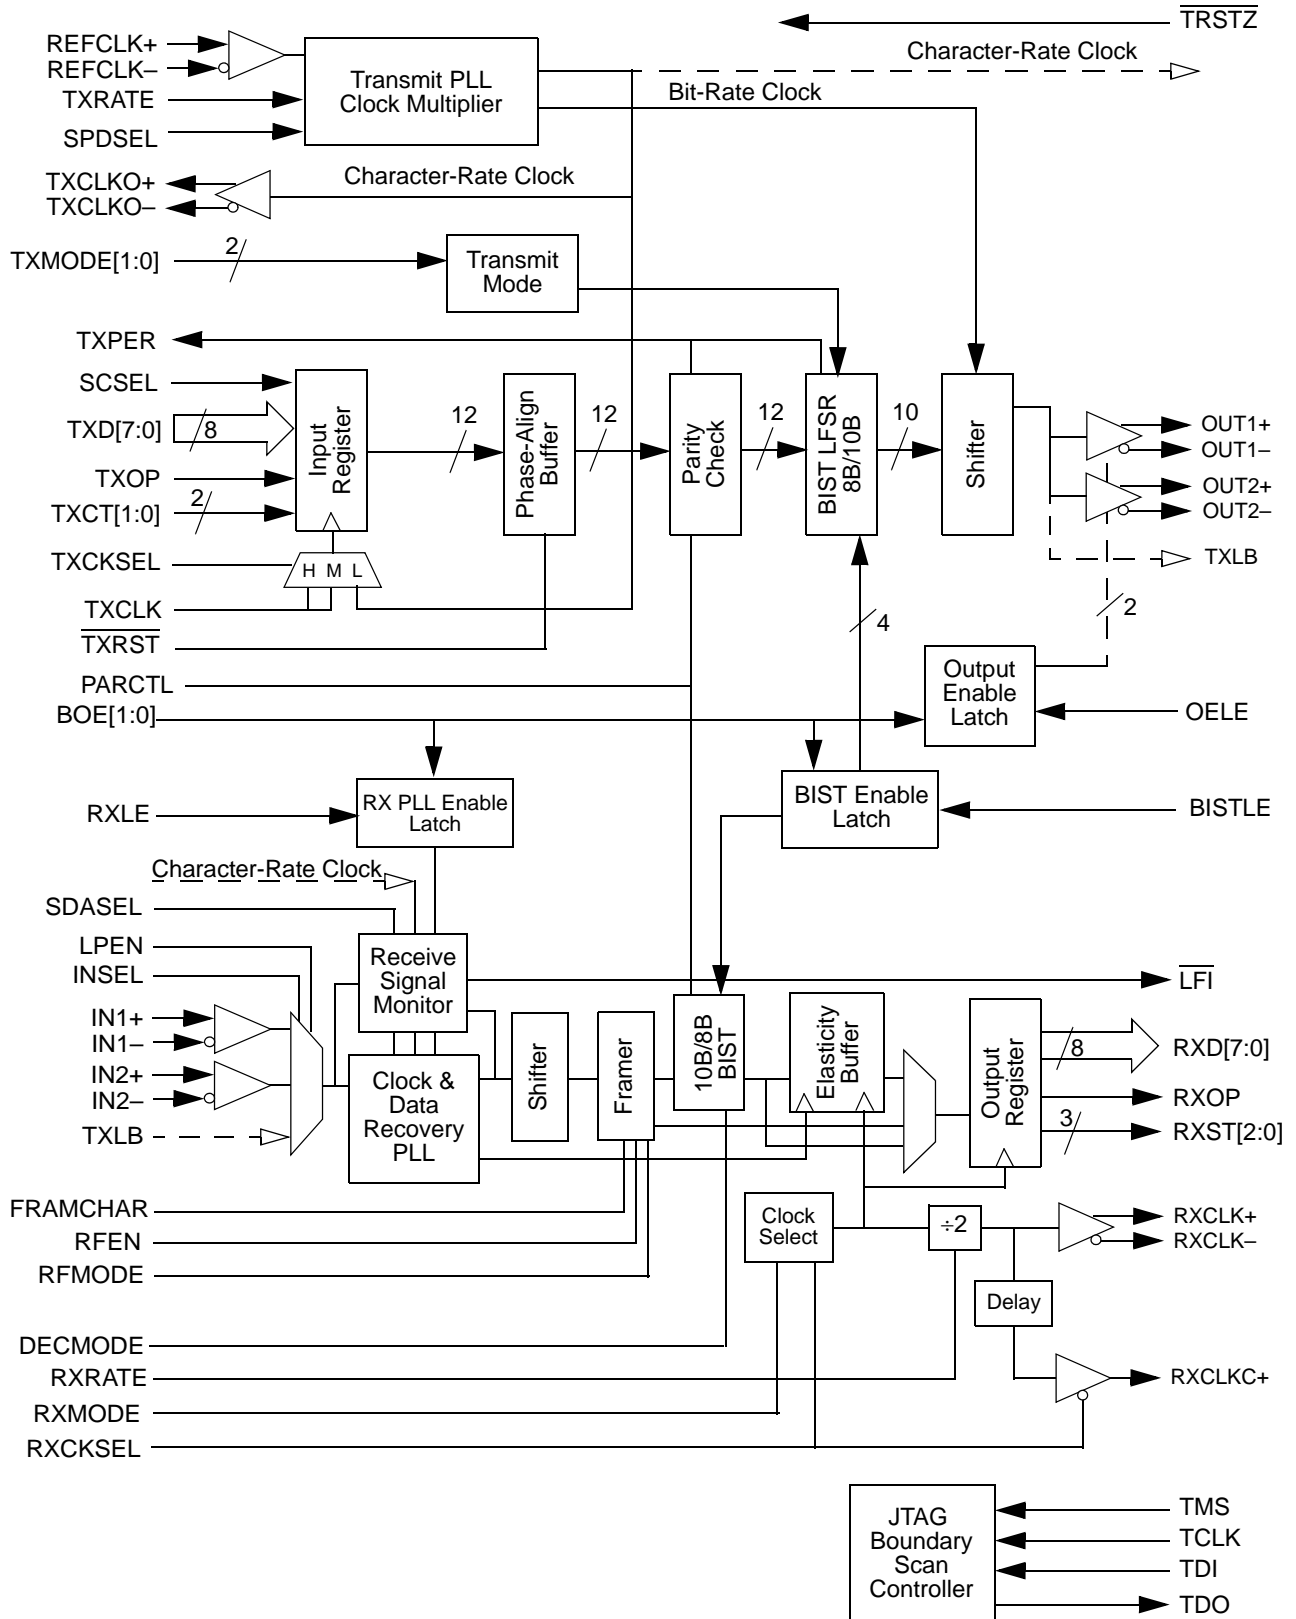 TRSTZ
REFCLK+
REFCLK–
TXRATE
SPDSEL
Transmit PLL
Clock Multiplier
Character-Rate Clock
Bit-Rate Clock
TXCLKO+
TXCLKO–
Character-Rate Clock
TXMODE[1:0]
2
Transmit
Mode
TXPER
SCSEL
TXD[7:0]
8
TXOP
TXCT[1:0]
2
Input
Register
12
Phase-Align
Buffer
12
Parity
Check
12
BIST LFSR
8B/10B
10
Shifter
OUT1+
OUT1–
OUT2+
OUT2–
TXLB
2
TXCKSEL
H M L
TXCLK
TXRST
4
PARCTL
BOE[1:0]
Output
Enable
Latch
OELE
RXLE
RX PLL Enable
Latch
BIST Enable
Latch
BISTLE
Character-Rate Clock
SDASEL
LPEN
INSEL
IN1+
IN1–
IN2+
IN2–
TXLB
Receive
Signal
Monitor
LFI
Clock &
Data
Recovery
PLL
Shifter
Framer
10B/8B
BIST
Elasticity
Buffer
Output
Register
8
RXD[7:0]
RXOP
3
RXST[2:0]
FRAMCHAR
RFEN
RFMODE
Clock
Select
÷2
RXCLK+
RXCLK–
Delay
DECMODE
RXRATE
RXCLKC+
RXMODE
RXCKSEL
JTAG
Boundary
Scan
Controller
TMS
TCLK
TDI
TDO